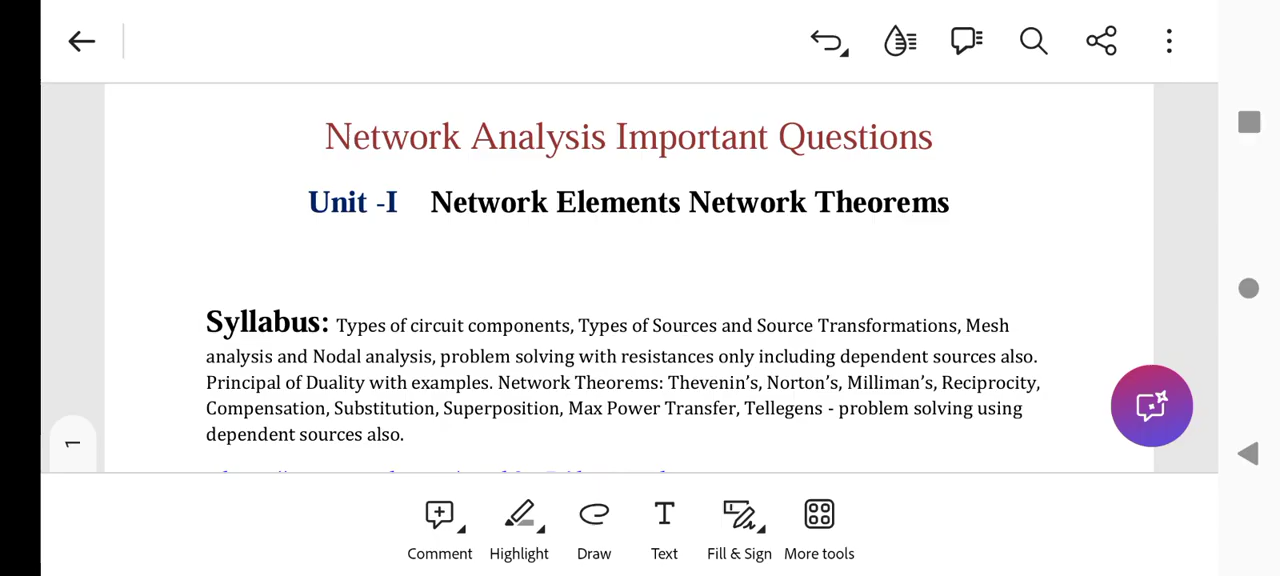 Network Analysis Important Questions
Unit -I Network Elements Network Theorems
Syllabus: Types of circuit components, Types of Sources and Source Transformations, Mesh
analysis and Nodal analysis, problem solving with resistances only including dependent sources also.
Principal of Duality with examples. Network Theorems: Thevenin's, Norton's, Milliman's, Reciprocity,
Compensation, Substitution, Superposition, Max Power Transfer, Tellegens - problem solving using
dependent sources also.
1
Comment Highlight Draw Text Fill & Sign More tools